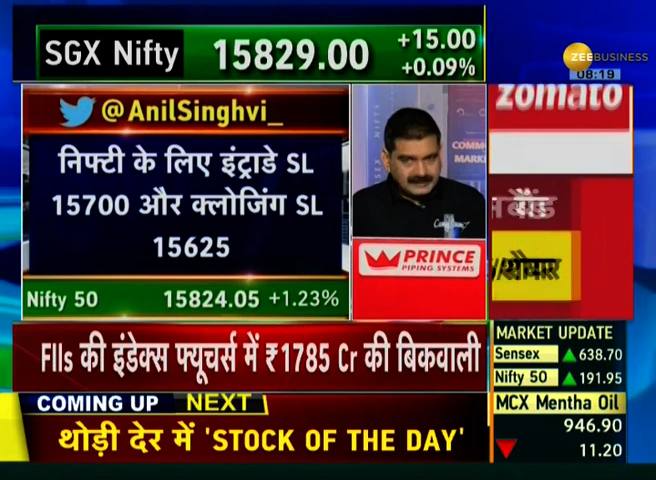 SGX Nifty 15829.00 +15.00
+0.09%
ZEE BUSINESS
08:19
@AnilSinghvi_
निफ्टी के लिए इंट्राडे SL
15700 और क्लोजिंग SL
15625
Nifty 50 15824.05 +1.23%
zomato
PRINCE
PIPING SYSTEMS
FIIs की इंडेक्स फ्यूचर्स में ₹1785 Cr की बिकवाली
COMING UP NEXT
थोड़ी देर में 'STOCK OF THE DAY'
MARKET UPDATE
Sensex 638.70
Nifty 50 191.95
MCX Mentha Oil
946.90
11.20